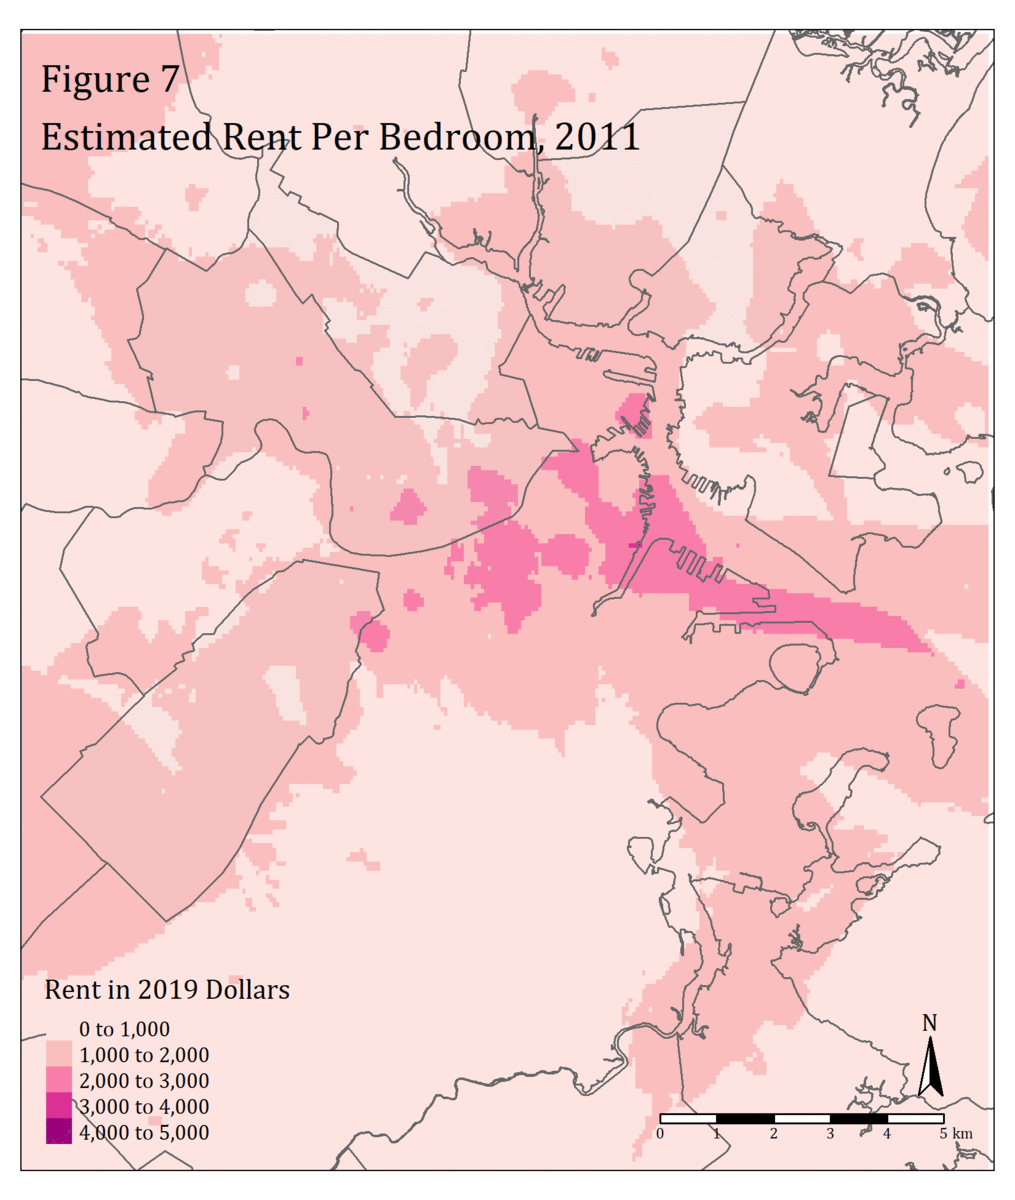 Figure 7
Estimated Rent Per Bedroom, 2011
Rent in 2019 Dollars
0 to 1,000
1,000 to 2,000
2,000 to 3,000
3,000 to 4,000
4,000 to 5,000
N
0 1 2 3 4 5 km